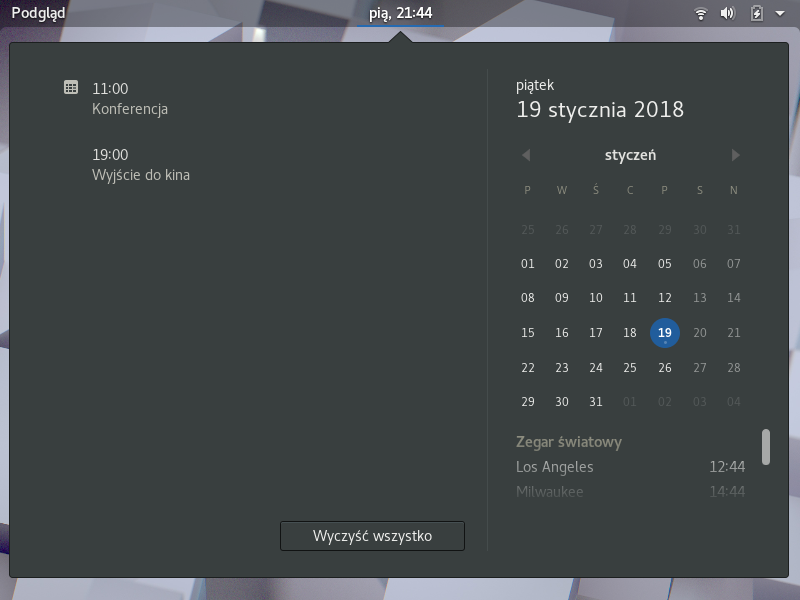 Podgląd
pią, 21:44
11:00
Konferencja
19:00
Wyjście do kina
Wyczyść wszystko
piątek
19 stycznia 2018
styczeń
P W Ś C P S N
25 26 27 28 29 30 31
01 02 03 04 05 06 07
08 09 10 11 12 13 14
15 16 17 18 19 20 21
22 23 24 25 26 27 28
29 30 31 01 02 03 04
Zegar światowy
Los Angeles 12:44
Milwaukee 14:44